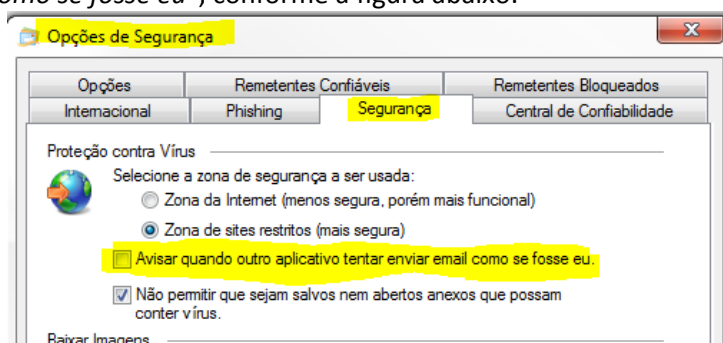 omo se fosse eu", conforme a figura abaixo:
Opções de Segurança
Opções Remetentes Confiáveis Remetentes Bloqueados
Internacional Phishing Segurança Central de Confiabilidade
Proteção contra Vírus
Selecione a zona de segurança a ser usada:
Zona da Internet (menos segura, porém mais funcional)
Zona de sites restritos (mais segura)
Avisar quando outro aplicativo tentar enviar email como se fosse eu.
Não permitir que sejam salvos nem abertos anexos que possam
conter vírus.
Baixar Imagens